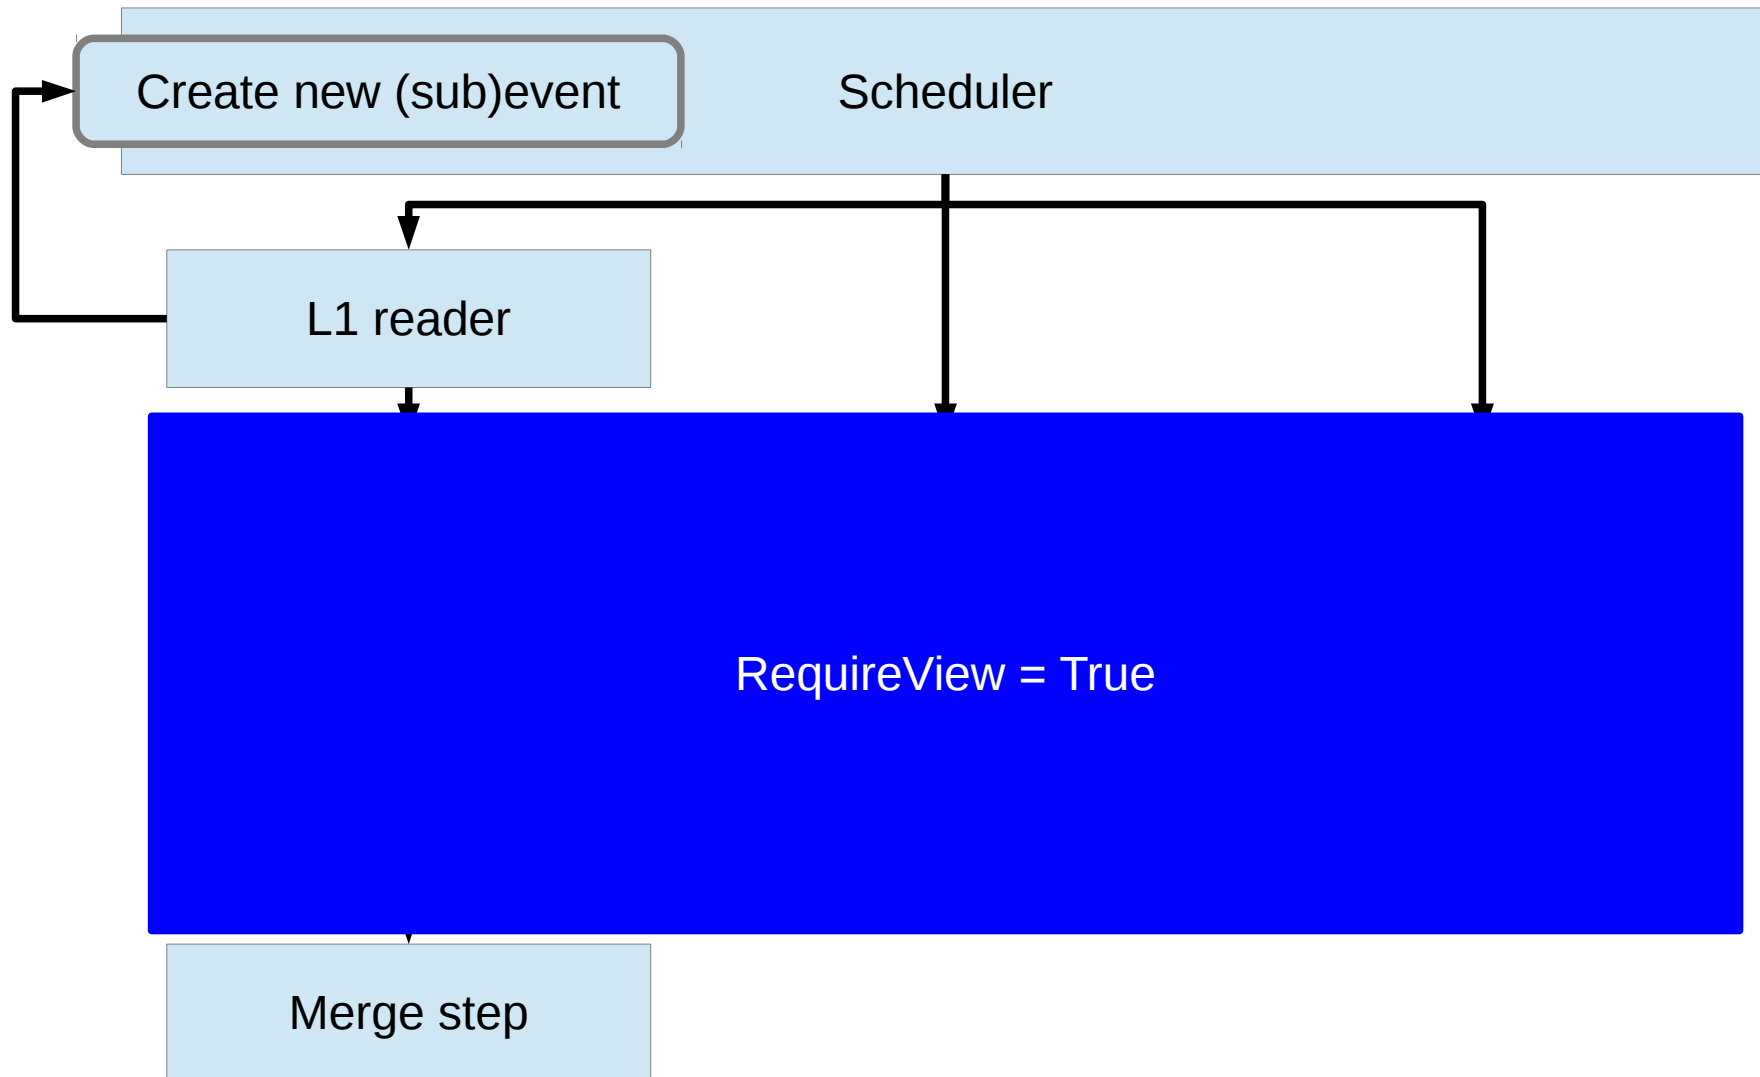 Create new (sub)event
Scheduler
L1 reader
RequireView = True
Merge step